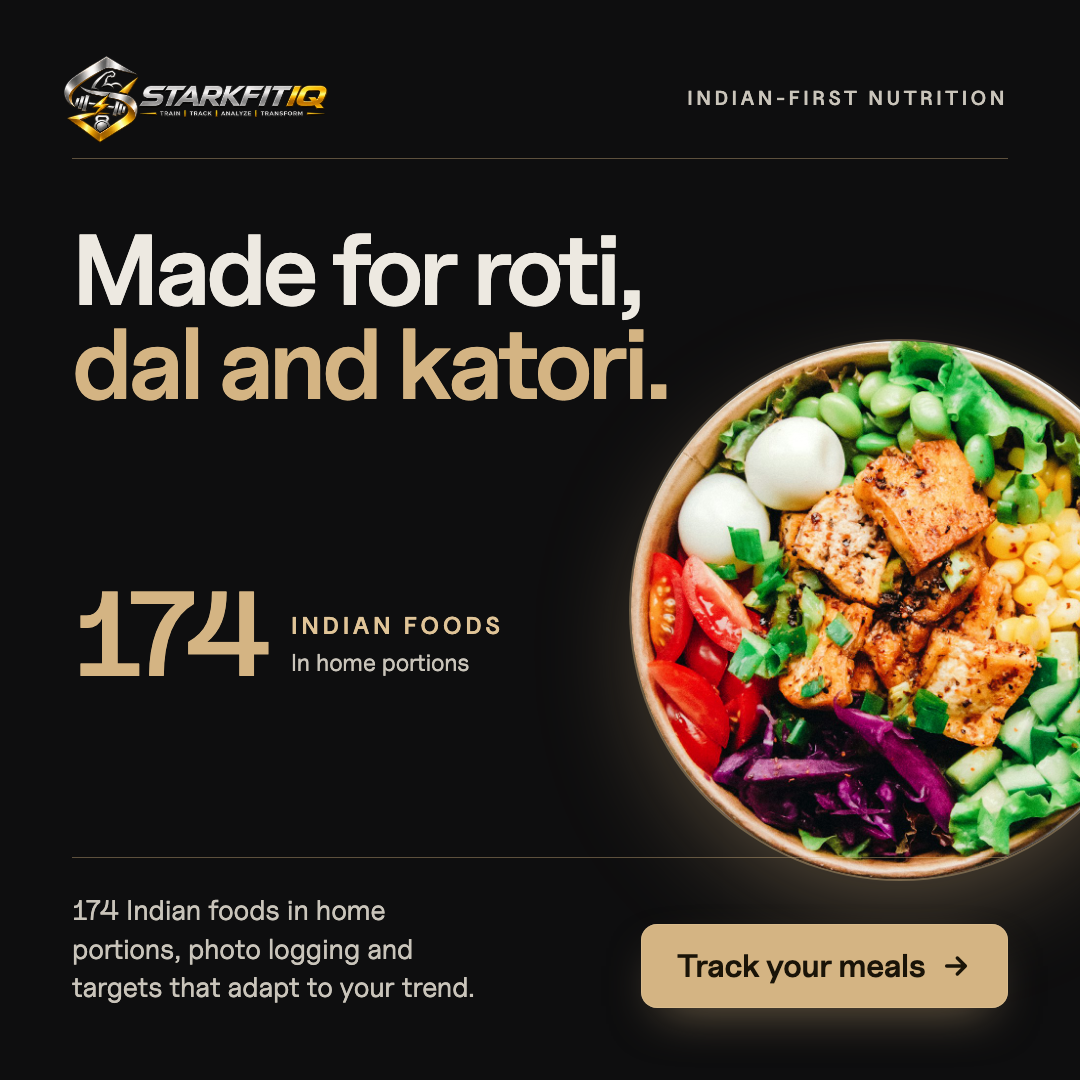 STARKFITIQ
TRAIN | TRACK | ANALYZE | TRANSFORM
INDIAN-FIRST NUTRITION
Made for roti,
dal and katori.
174
INDIAN FOODS
In home portions
174 Indian foods in home
portions, photo logging and
targets that adapt to your trend.
Track your meals →